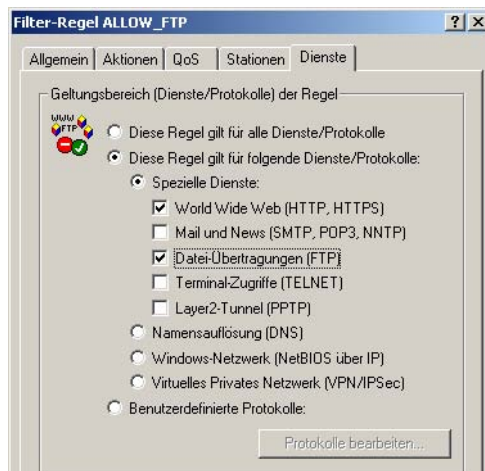 Filter-Regel ALLOW_FTP
Allgemein Aktionen QoS Stationen Dienste
Geltungsbereich (Dienste/Protokolle) der Regel
WWW
FTP
Diese Regel gilt für alle Dienste/Protokolle
Diese Regel gilt für folgende Dienste/Protokolle:
Spezielle Dienste:
World Wide Web (HTTP, HTTPS)
Mail und News (SMTP, POP3, NNTP)
Datei-Übertragungen (FTP)
Terminal-Zugriffe (TELNET)
Layer2-Tunnel (PPTP)
Namensauflösung (DNS)
Windows-Netzwerk (NetBIOS über IP)
Virtuelles Privates Netzwerk (VPN/IPSec)
Benutzerdefinierte Protokolle:
Protokolle bearbeiten...